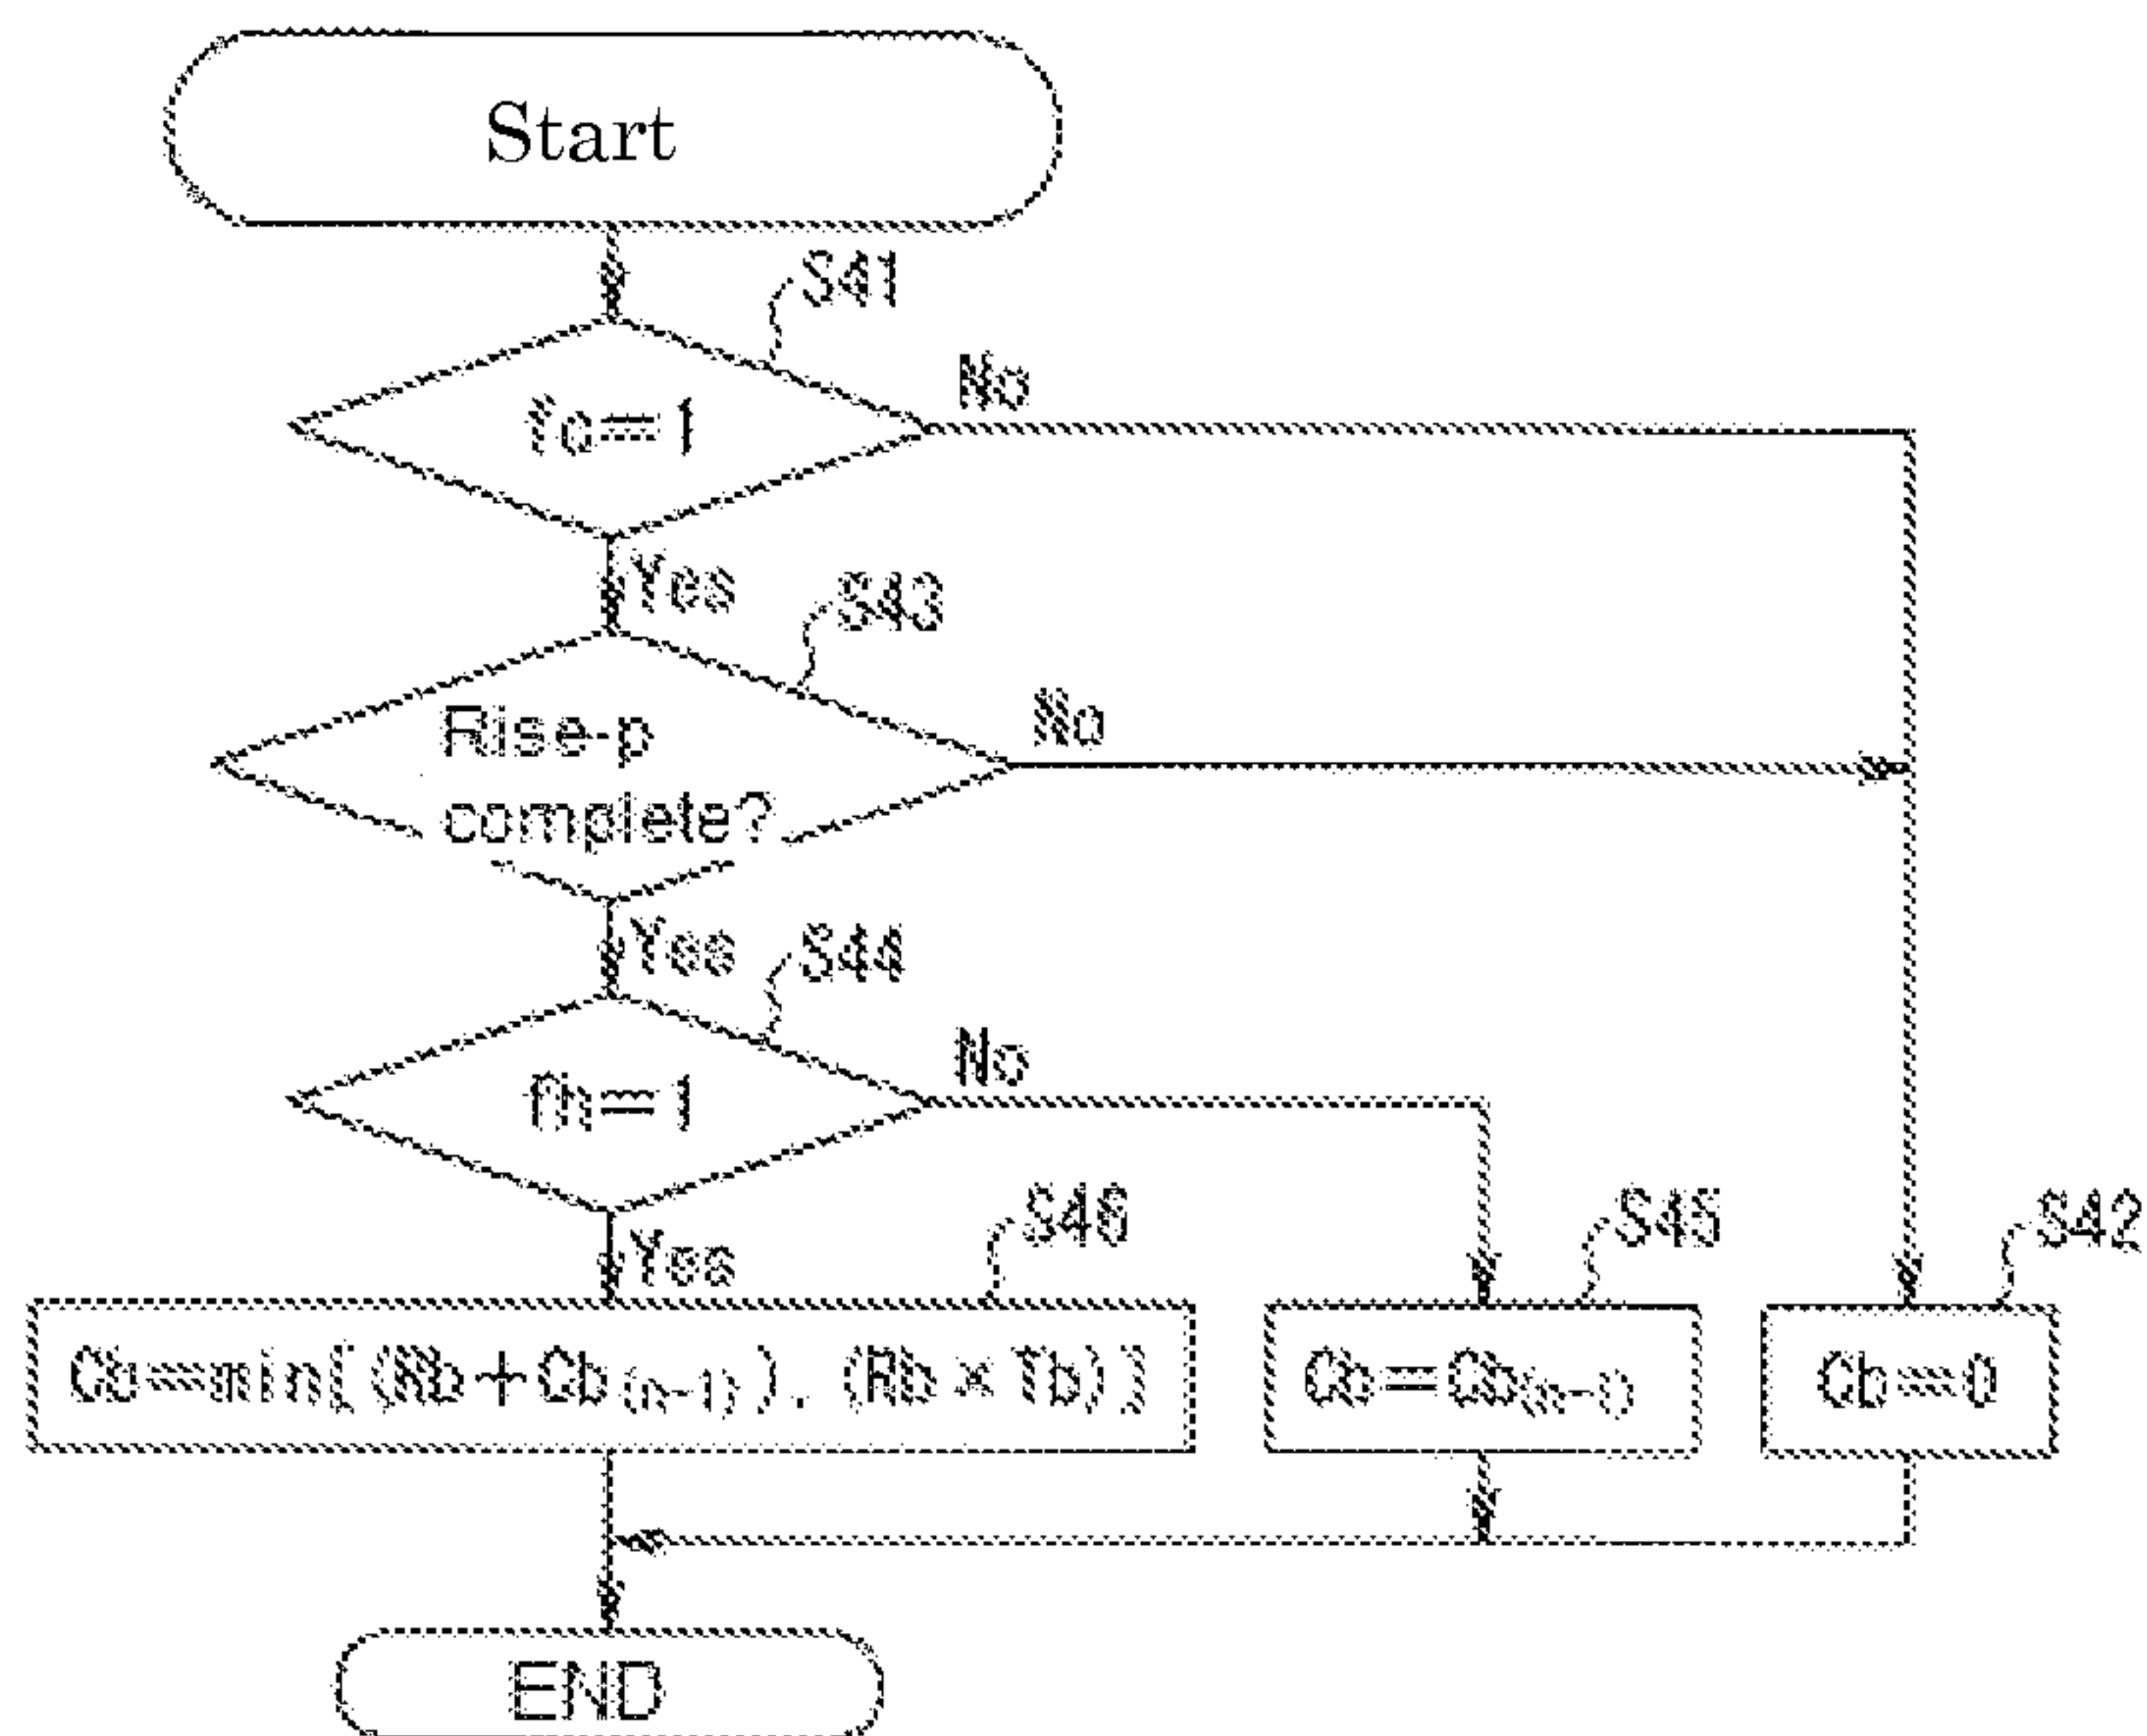 Start
S41
No
fc=1
Yes
S43
Rise-p
complete?
No
Yes
S44
fh=1
No
Yes
S46
S45
S42
Cb=min[(Rb+Cb(n-1)), (Rb×Tb)]
Cb=Cb(n-1)
Cb=0
END